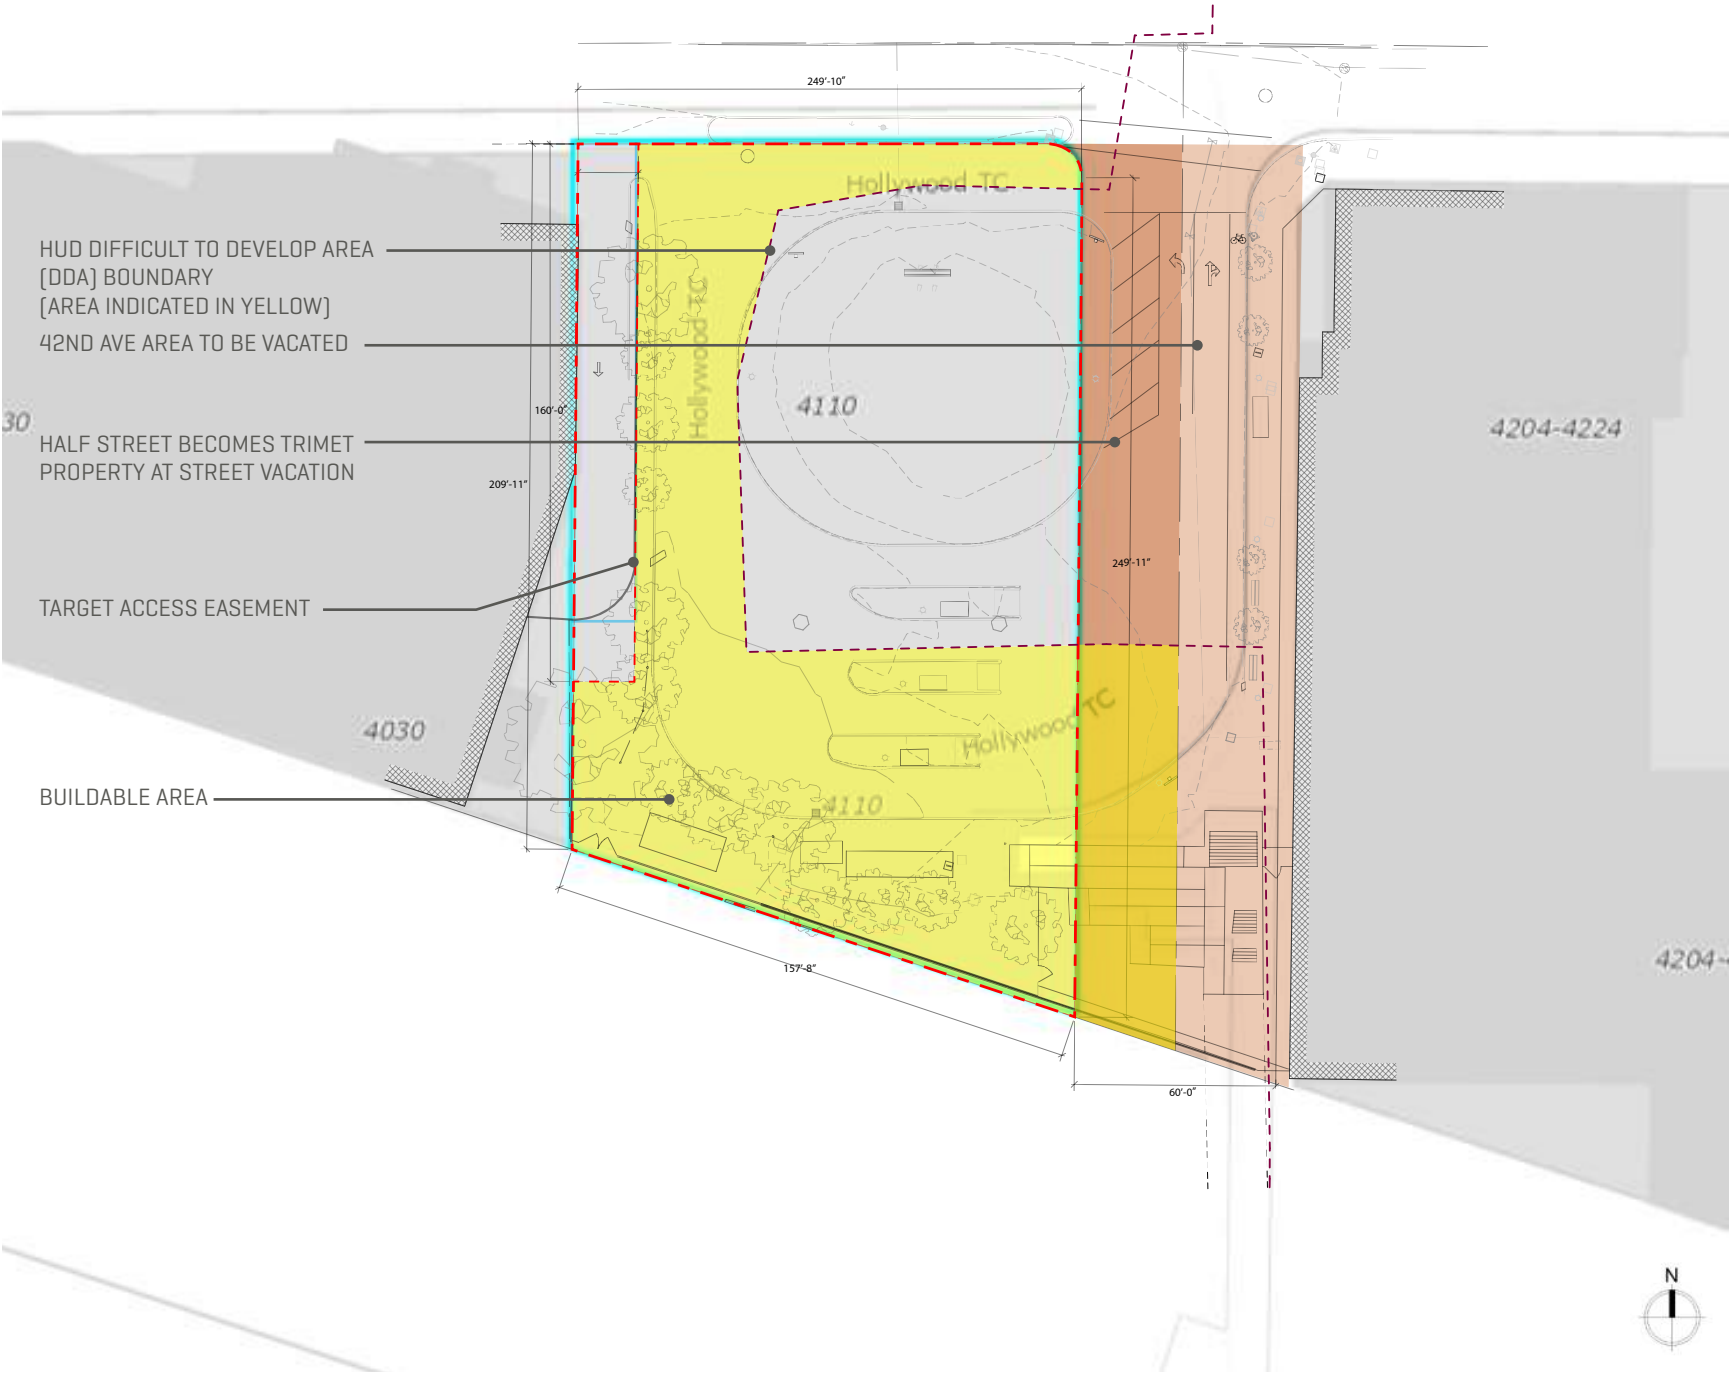 249'-10"
Hollywood TC
HUD DIFFICULT TO DEVELOP AREA
(DDA) BOUNDARY
(AREA INDICATED IN YELLOW)
42ND AVE AREA TO BE VACATED
Hollywood TC
4110
160'-0"
30
4204-4224
HALF STREET BECOMES TRIMET
PROPERTY AT STREET VACATION
209'-11"
249'-11"
TARGET ACCESS EASEMENT
Hollywood TC
4030
BUILDABLE AREA
4110
4204-
157'-8"
60'-0"
N